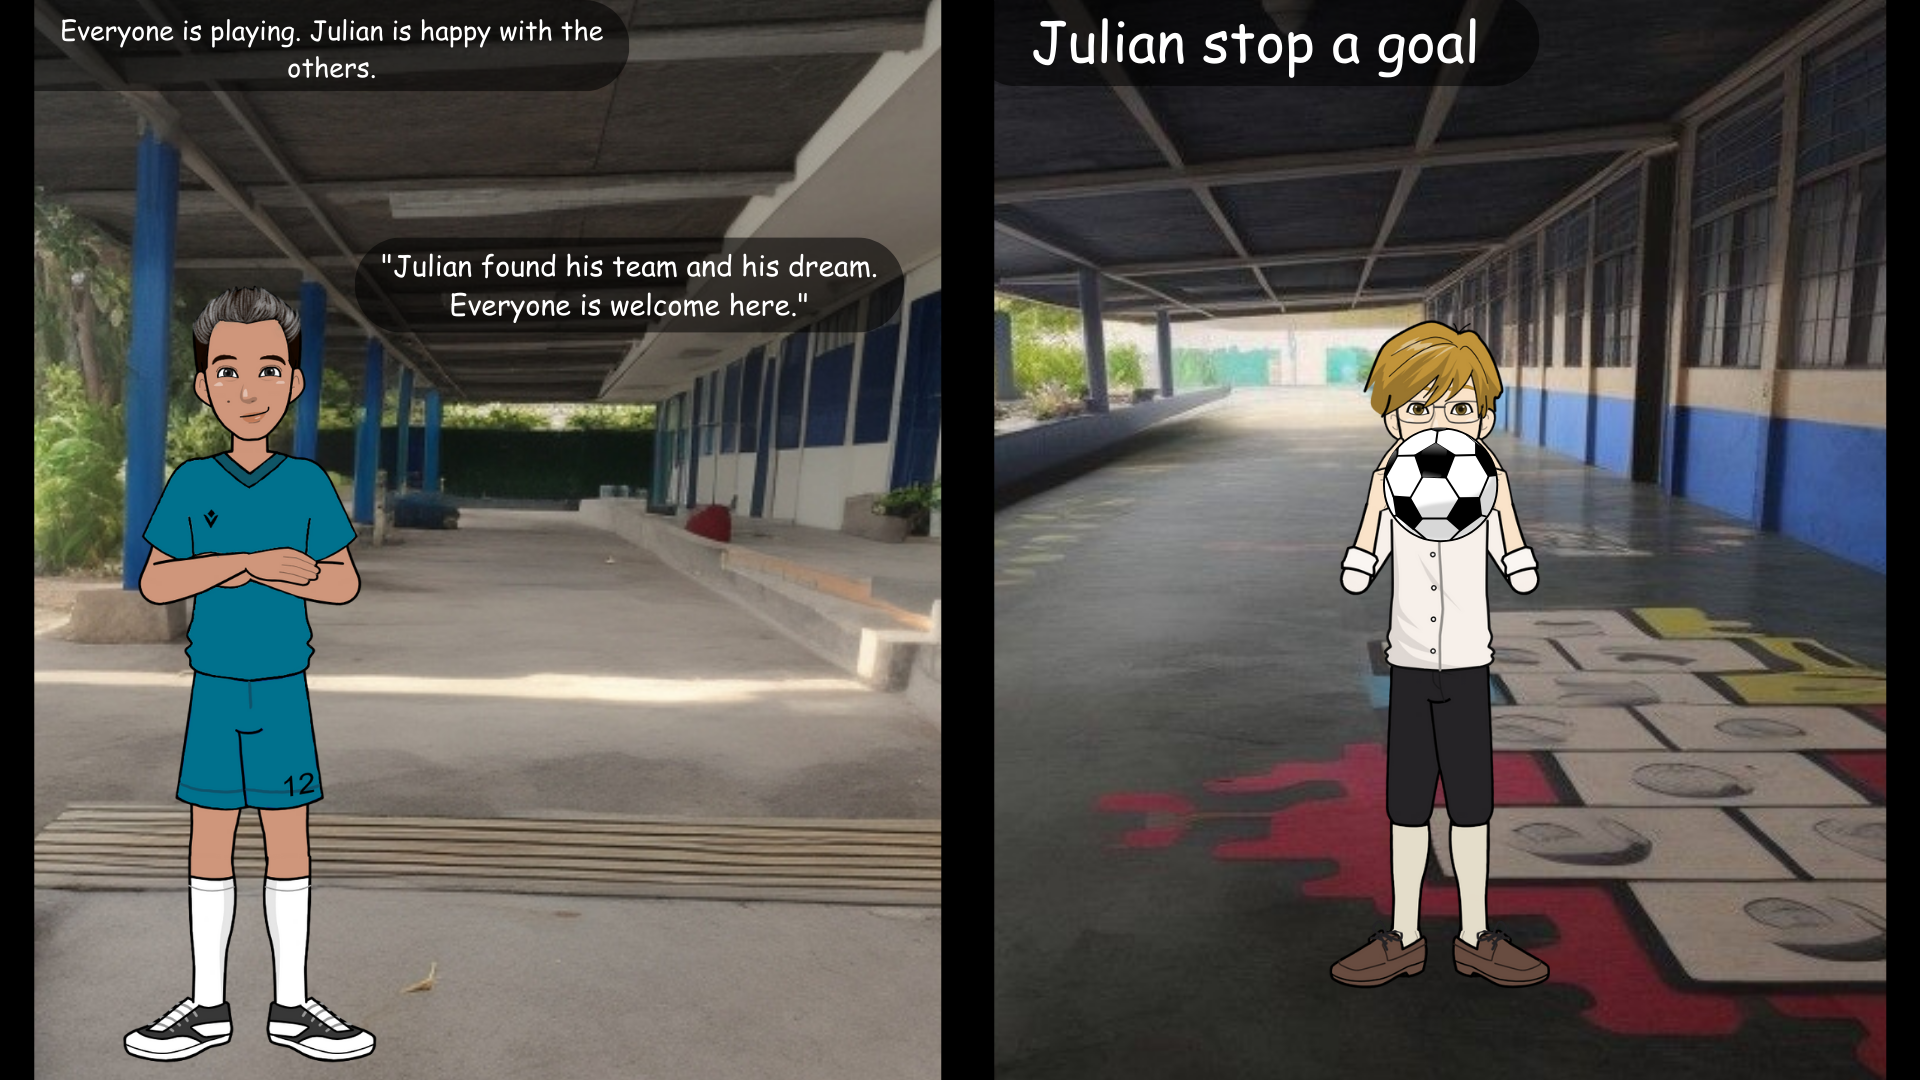 Everyone is playing. Julian is happy with the
others.
"Julian found his team and his dream.
Everyone is welcome here."
12
Julian stop a goal